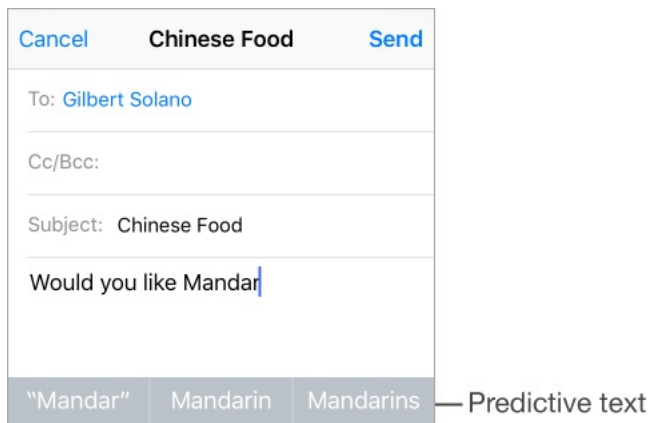 Cancel Chinese Food Send
To: Gilbert Solano
Cc/Bcc:
Subject: Chinese Food
Would you like Mandar
“Mandar” Mandarin Mandarins Predictive text